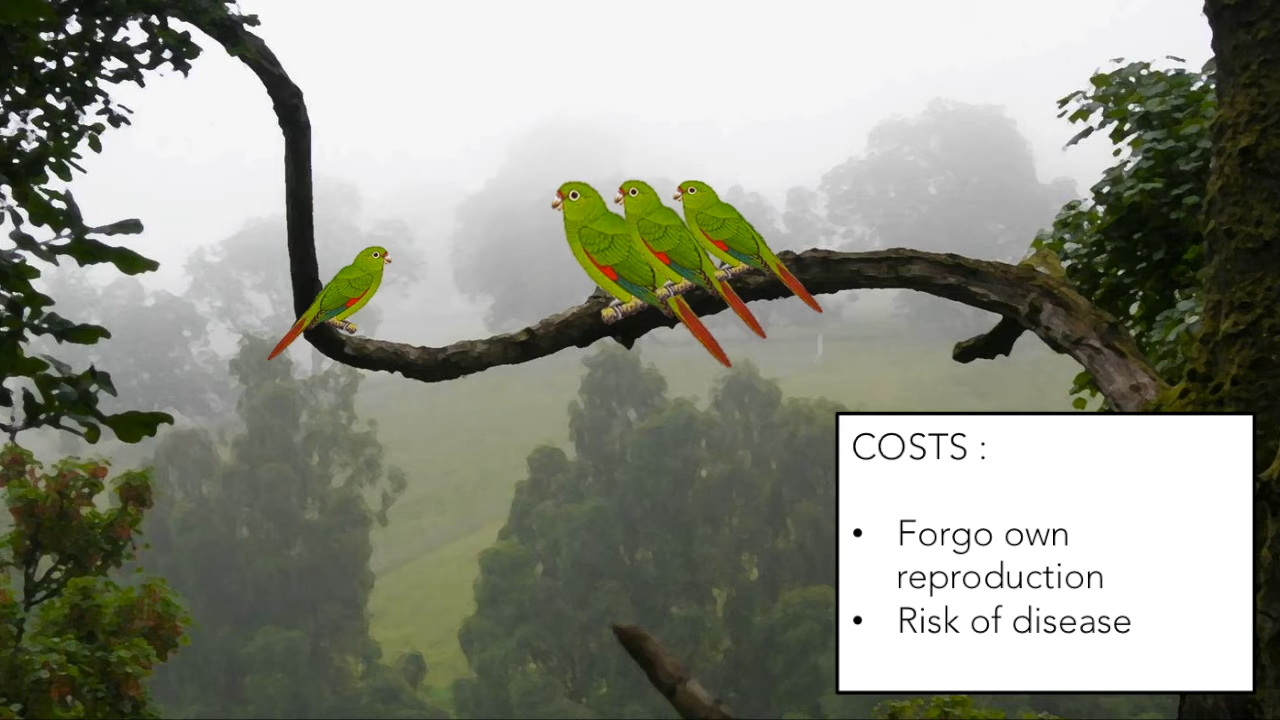 COSTS :
• Forgo own
reproduction
• Risk of disease